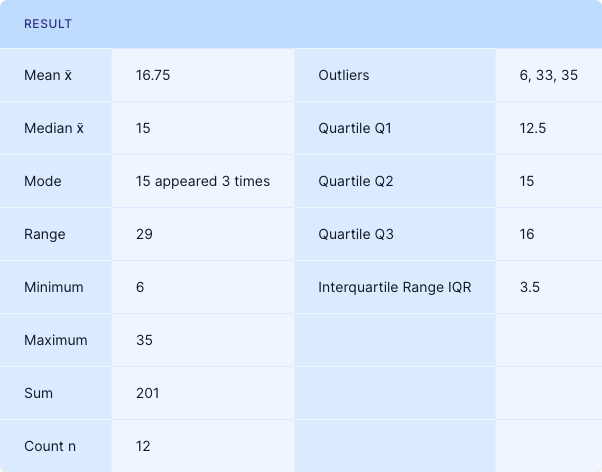 RESULT
Mean x̄ 16.75 Outliers 6, 33, 35
Median x̄ 15 Quartile Q1 12.5
Mode 15 appeared 3 times Quartile Q2 15
Range 29 Quartile Q3 16
Minimum 6 Interquartile Range IQR 3.5
Maximum 35
Sum 201
Count n 12